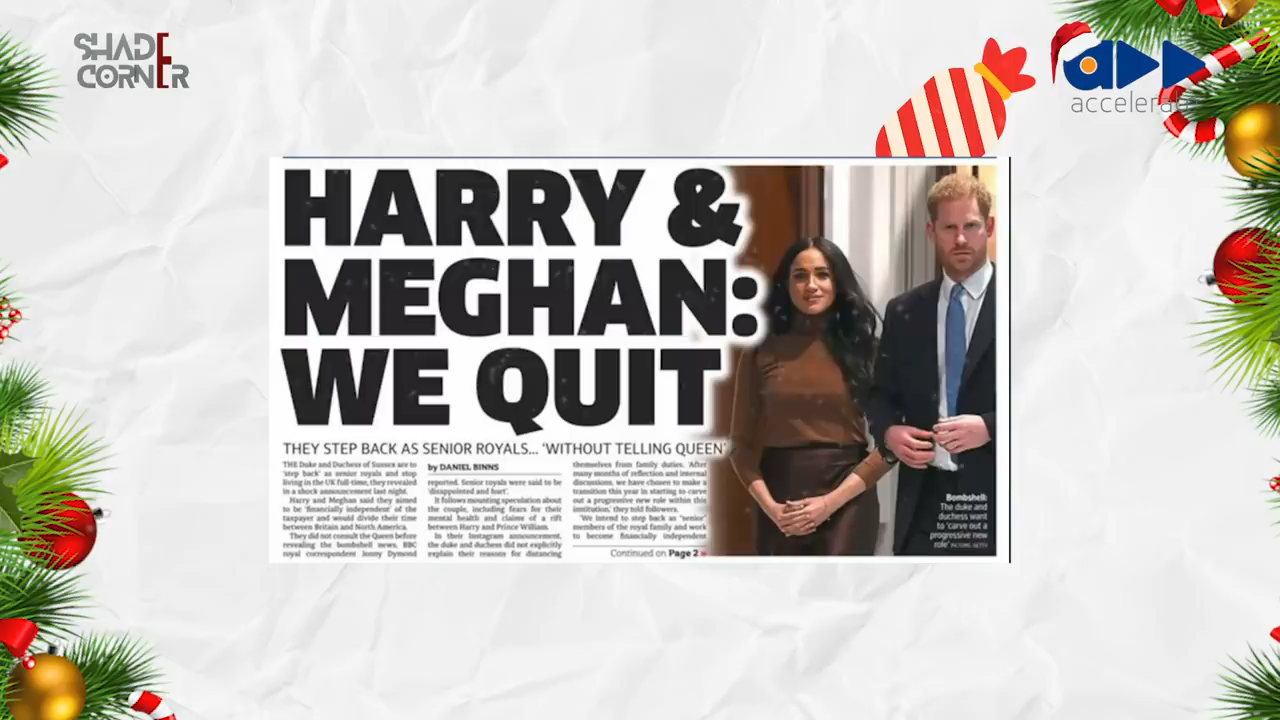 SHADE
CORNER
accelerate
HARRY &
MEGHAN:
WE QUIT
THEY STEP BACK AS SENIOR ROYALS... 'WITHOUT TELLING QUEEN'
THE Duke and Duchess of Sussex are to
'step back' as senior royals and stop
living in the UK full-time, they revealed
in a shock announcement last night.
Harry and Meghan said they aimed
to be 'financially independent' of the
taxpayer and would divide their time
between Britain and North America.
They did not consult the Queen before
revealing the bombshell news, BBC
royal correspondent Jonny Dymond
by DANIEL BINNS
reported. Senior royals were said to be
'disappointed and hurt'.
It follows mounting speculation about
the couple, including fears for their
mental health and claims of a rift
between Harry and Prince William.
In their Instagram announcement,
the duke and duchess did not explicitly
explain their reasons for distancing
themselves from family duties. 'After
many months of reflection and internal
discussions, we have chosen to make a
transition this year in starting to carve
out a progressive new role within this
institution,' they told followers.
'We intend to step back as 'senior'
members of the royal family and work
to become financially independent
Continued on Page 2 »
Bombshell:
The duke and
duchess want
to 'carve out a
progressive new
role' PICTURE: GETTY